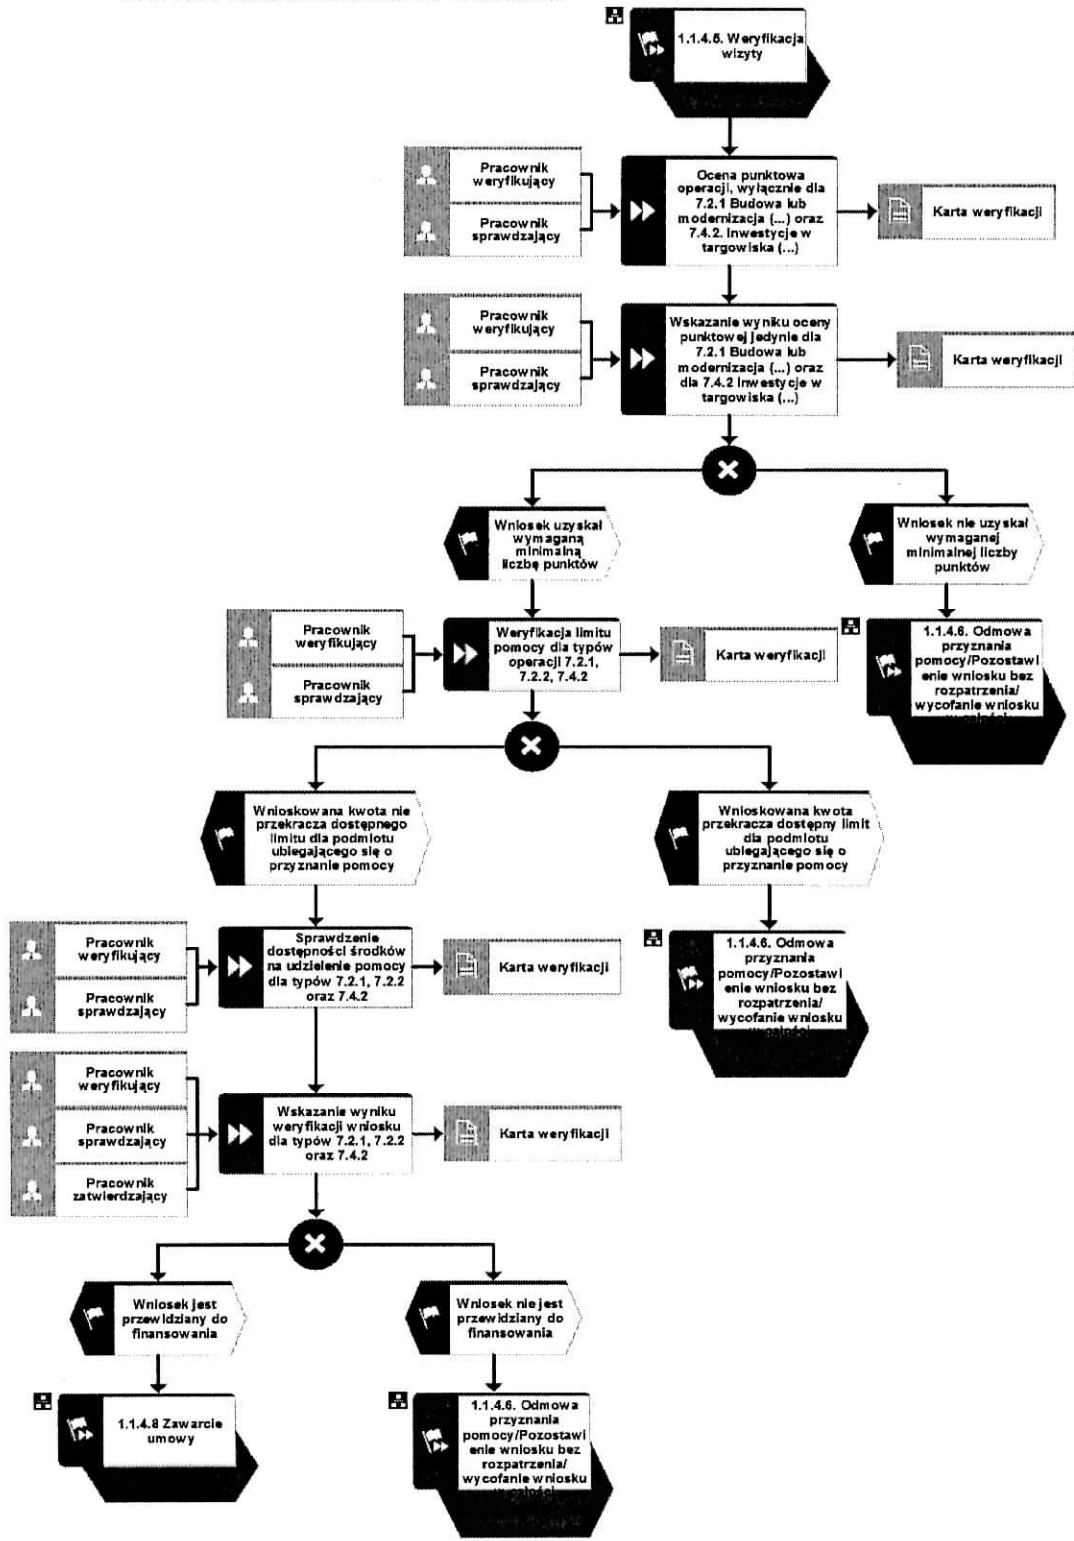 1.1.4.5. Weryfikacja
wizyty
Pracownik
weryfikujący
Pracownik
sprawdzający
Ocena punktowa
operacji, wyłącznie dla
7.2.1 Budowa lub
modernizacja (...) oraz
7.4.2. Inwestycje w
targowiska (...)
Karta weryfikacji
Pracownik
weryfikujący
Pracownik
sprawdzający
Wskazanie wyniku oceny
punktowej jedynie dla
7.2.1 Budowa lub
modernizacja (...) oraz
dla 7.4.2 Inwestycje w
targowiska (...)
Karta weryfikacji
Wniosek uzyskał
wymaganą
minimalną
liczbę punktów
Wniosek nie uzyskał
wymaganej
minimalnej liczby
punktów
Pracownik
weryfikujący
Pracownik
sprawdzający
Weryfikacja limitu
pomocy dla typów
operacji 7.2.1,
7.2.2, 7.4.2
Karta weryfikacji
1.1.4.6. Odmowa
przyznania
pomocy/Pozostawi
enie wniosku bez
rozpatrzenia/
wycofanie wniosku
w całości
Wnioskowana kwota nie
przekracza dostępnego
limitu dla podmiotu
ubiegającego się o
przyznanie pomocy
Wnioskowana kwota
przekracza dostępny limit
dla podmiotu
ubiegającego się o
przyznanie pomocy
Pracownik
weryfikujący
Pracownik
sprawdzający
Sprawdzenie
dostępności środków
na udzielenie pomocy
dla typów 7.2.1, 7.2.2
oraz 7.4.2
Karta weryfikacji
1.1.4.6. Odmowa
przyznania
pomocy/Pozostawi
enie wniosku bez
rozpatrzenia/
wycofanie wniosku
w całości
Pracownik
weryfikujący
Pracownik
sprawdzający
Pracownik
zatwierdzający
Wskazanie wyniku
weryfikacji wniosku
dla typów 7.2.1, 7.2.2
oraz 7.4.2
Karta weryfikacji
Wniosek jest
przewidziany do
finansowania
Wniosek nie jest
przewidziany do
finansowania
1.1.4.8 Zawarcie
umowy
1.1.4.6. Odmowa
przyznania
pomocy/Pozostawi
enie wniosku bez
rozpatrzenia/
wycofanie wniosku
w całości